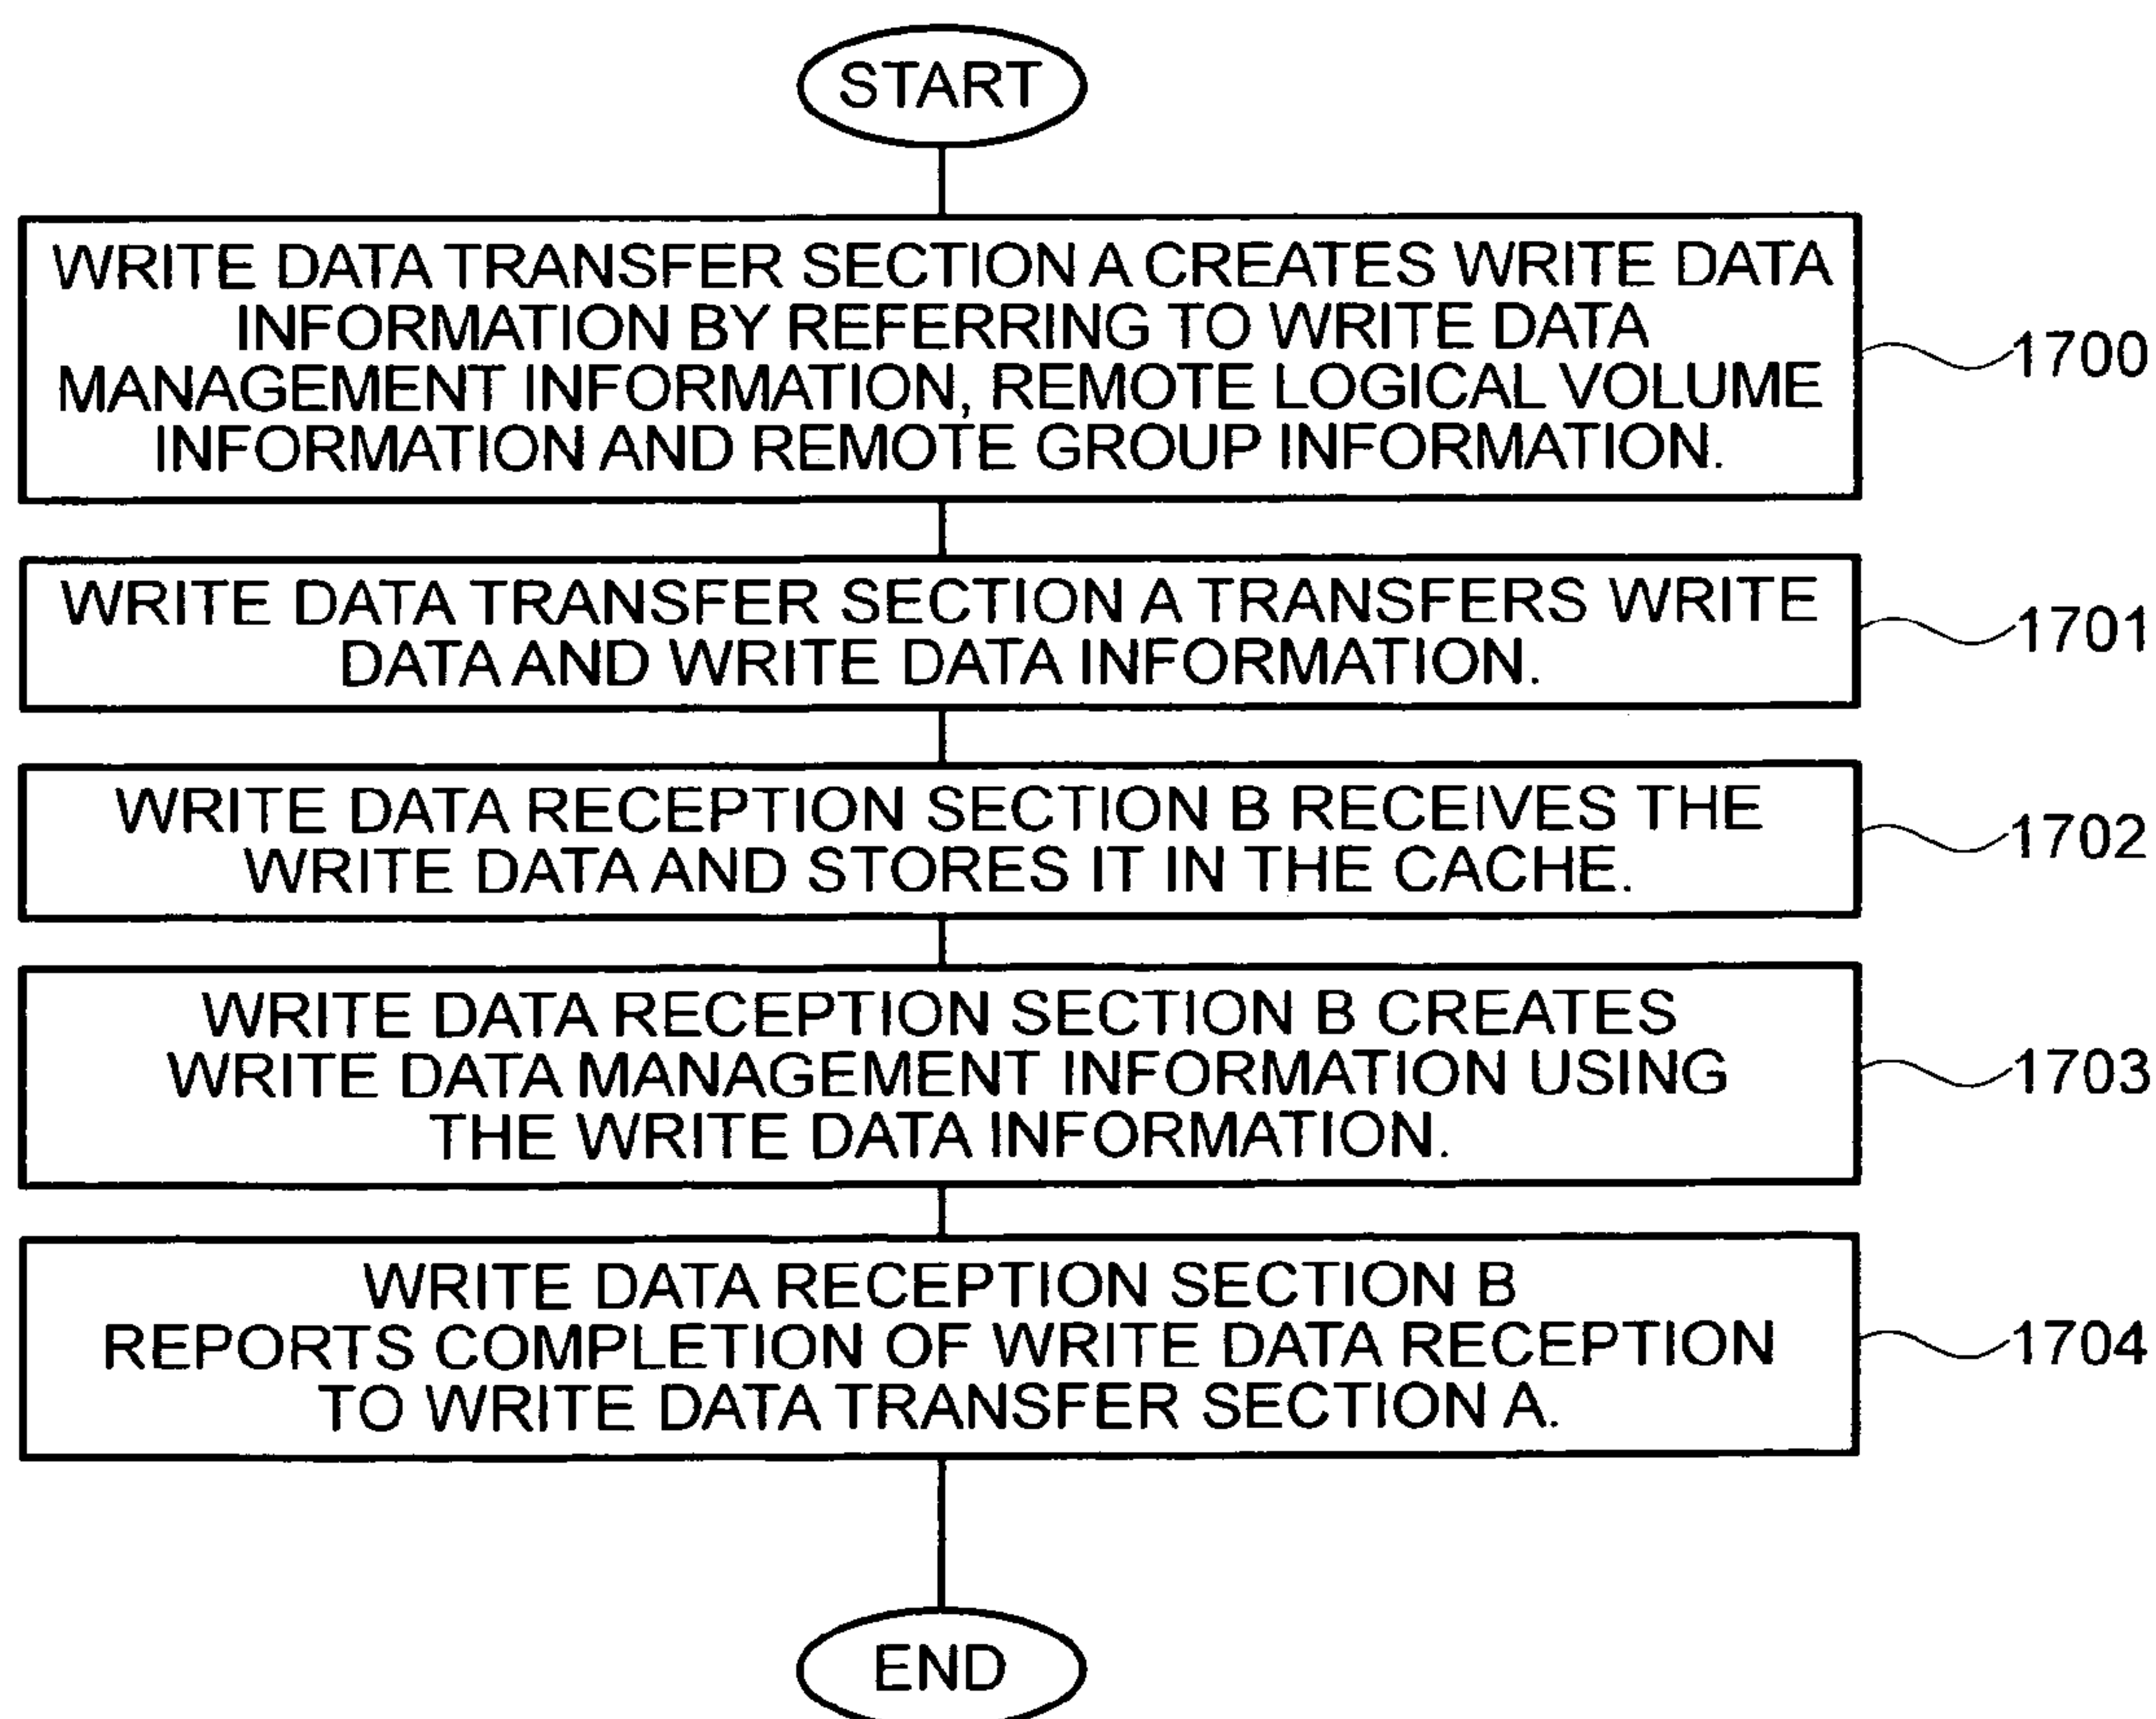 START
WRITE DATA TRANSFER SECTION A CREATES WRITE DATA
INFORMATION BY REFERRING TO WRITE DATA
MANAGEMENT INFORMATION, REMOTE LOGICAL VOLUME
INFORMATION AND REMOTE GROUP INFORMATION.
1700
WRITE DATA TRANSFER SECTION A TRANSFERS WRITE
DATA AND WRITE DATA INFORMATION.
1701
WRITE DATA RECEPTION SECTION B RECEIVES THE
WRITE DATA AND STORES IT IN THE CACHE.
1702
WRITE DATA RECEPTION SECTION B CREATES
WRITE DATA MANAGEMENT INFORMATION USING
THE WRITE DATA INFORMATION.
1703
WRITE DATA RECEPTION SECTION B
REPORTS COMPLETION OF WRITE DATA RECEPTION
TO WRITE DATA TRANSFER SECTION A.
1704
END